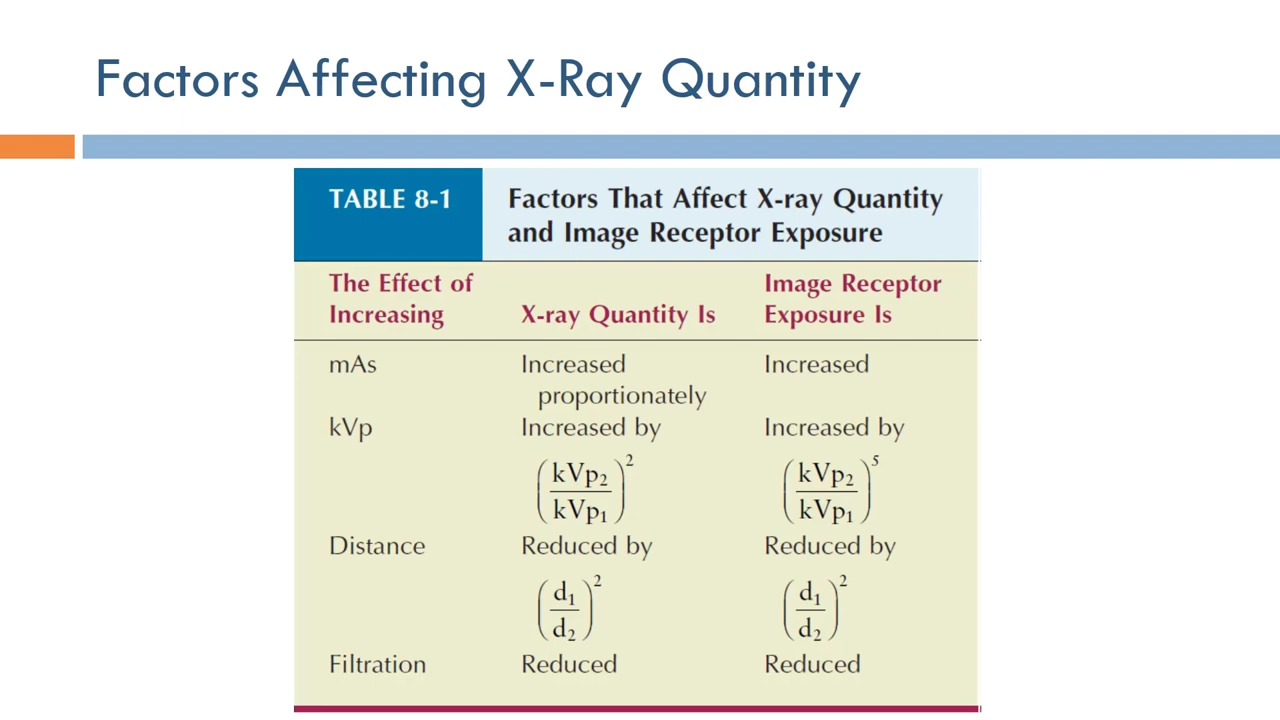 Factors Affecting X-Ray Quantity
TABLE 8-1
Factors That Affect X-ray Quantity
and Image Receptor Exposure
The Effect of
Increasing
X-ray Quantity Is
Image Receptor
Exposure Is
mAs
Increased
proportionately
Increased
kVp
Increased by
(kVp₂/kVp₁)²
Increased by
(kVp₂/kVp₁)⁵
Distance
Reduced by
(d₁/d₂)²
Reduced by
(d₁/d₂)²
Filtration
Reduced
Reduced